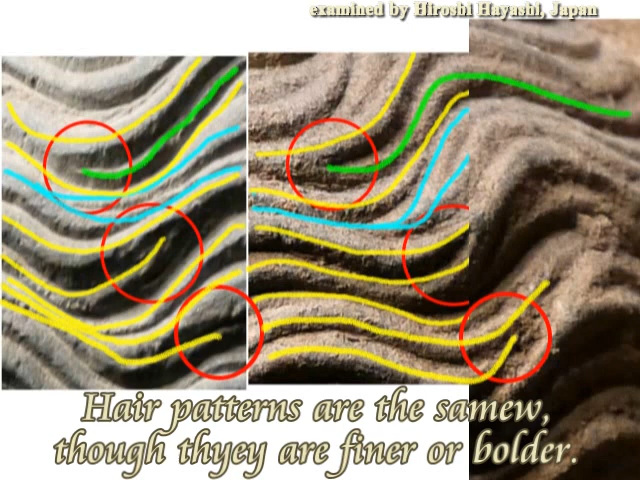 examined by Hiroshi Hayashi, Japan
Hair patterns are the samew,
though thyey are finer or bolder.